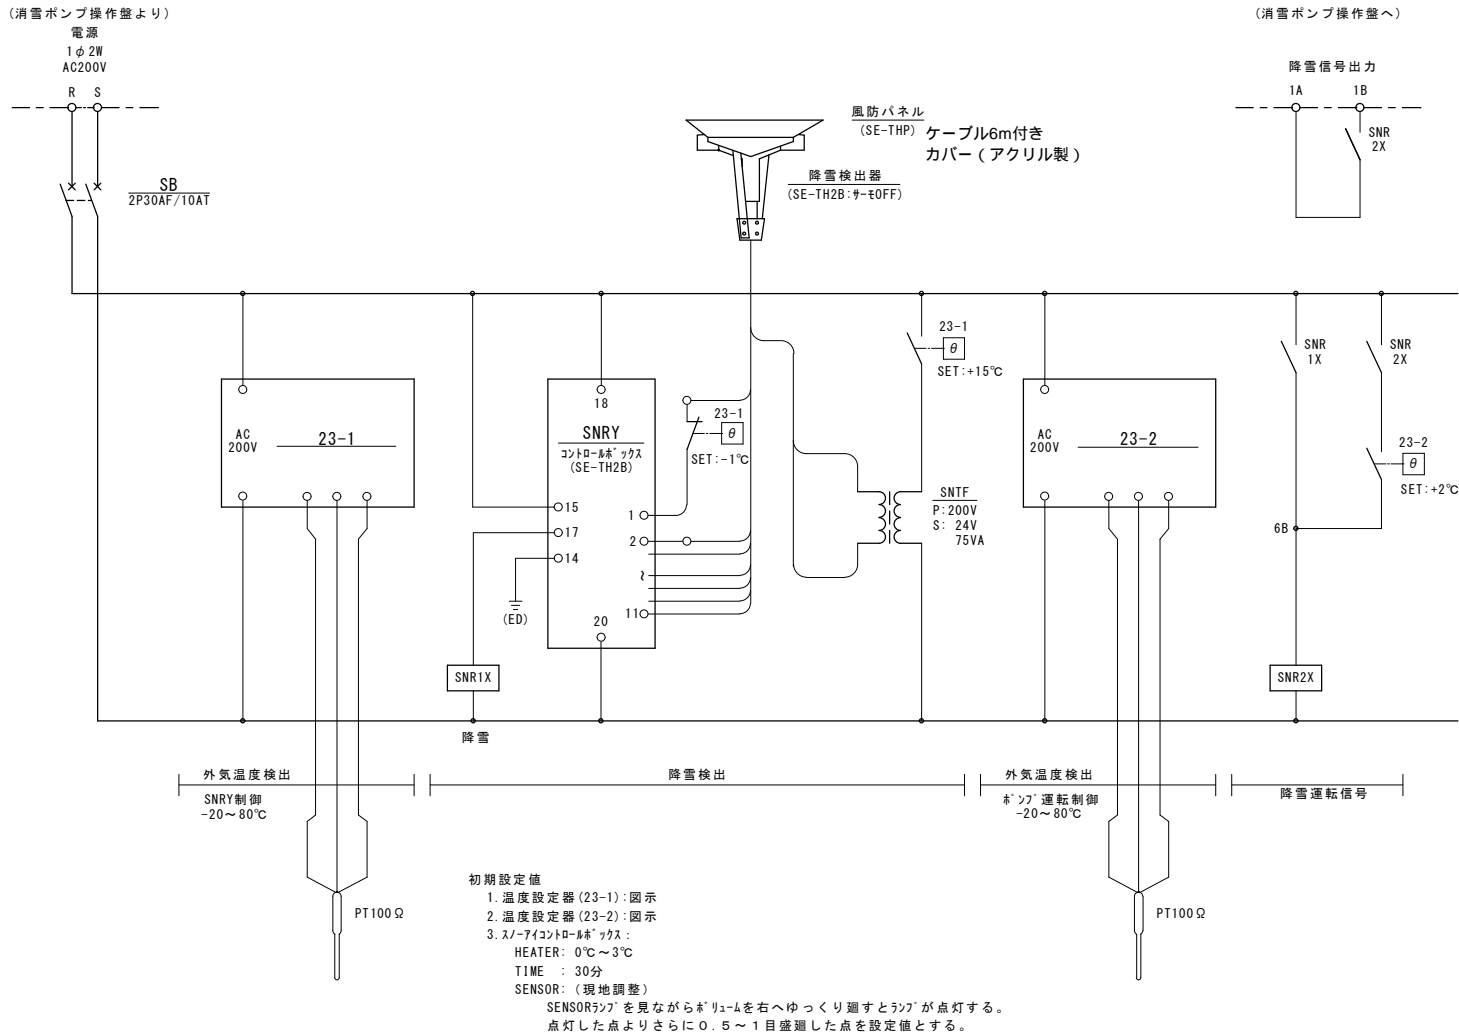 (消雪ポンプ操作盤より)
電源
1φ2W
AC200V
R S
SB
2P30AF/10AT
風防パネル
(SE-THP)
ケーブル6m付き
カバー(アクリル製)
降雪検出器
(SE-TH2B:ｻｰﾓOFF)
(消雪ポンプ操作盤へ)
降雪信号出力
1A 1B
SNR
2X
AC
200V
23-1
18
SNRY
ｺﾝﾄﾛｰﾙﾎﾞｯｸｽ
(SE-TH2B)
15
17
14
(ED)
1
2
~
11
20
23-1
θ
SET:-1℃
23-1
θ
SET:+15℃
SNTF
P:200V
S: 24V
75VA
AC
200V
23-2
SNR
1X
SNR
2X
23-2
θ
SET:+2℃
6B
SNR1X
SNR2X
降雪
外気温度検出
SNRY制御
-20～80℃
降雪検出
外気温度検出
ﾎﾟﾝﾌﾟ運転制御
-20～80℃
降雪運転信号
PT100Ω
PT100Ω
初期設定値
1.温度設定器(23-1):図示
2.温度設定器(23-2):図示
3.ｽﾉｰｱｲｺﾝﾄﾛｰﾙﾎﾞｯｸｽ:
HEATER: 0℃～3℃
TIME : 30分
SENSOR: (現地調整)
SENSORﾗﾝﾌﾟを見ながらﾎﾞﾘｭｰﾑを右へゆっくり廻すとﾗﾝﾌﾟが点灯する。
点灯した点よりさらに０.５～１目盛廻した点を設定値とする。